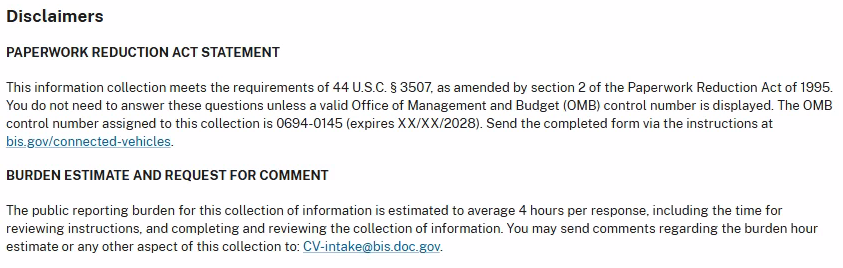 Disclaimers
PAPERWORK REDUCTION ACT STATEMENT
This information collection meets the requirements of 44 U.S.C. § 3507, as amended by section 2 of the Paperwork Reduction Act of 1995.
You do not need to answer these questions unless a valid Office of Management and Budget (OMB) control number is displayed. The OMB
control number assigned to this collection is 0694-0145 (expires XX/XX/2028). Send the completed form via the instructions at
bis.gov/connected-vehicles.
BURDEN ESTIMATE AND REQUEST FOR COMMENT
The public reporting burden for this collection of information is estimated to average 4 hours per response, including the time for
reviewing instructions, and completing and reviewing the collection of information. You may send comments regarding the burden hour
estimate or any other aspect of this collection to: CV-intake@bis.doc.gov.